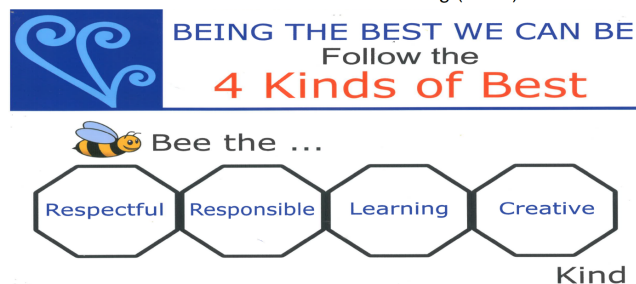 BEING THE BEST WE CAN BE
Follow the
4 Kinds of Best
Bee the ...
Respectful Responsible Learning Creative
Kind